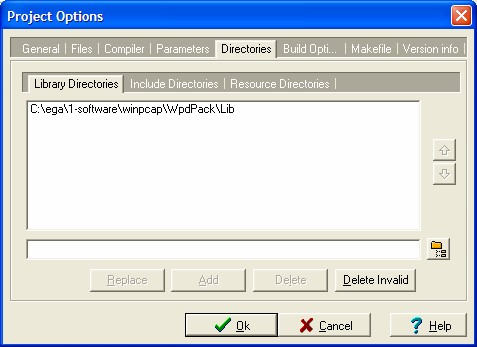 Project Options
General Files Compiler Parameters Directories Build Opti... Makefile Version info
Library Directories Include Directories Resource Directories
C:\ega\1-software\winpcap\WpdPack\Lib
Replace Add Delete Delete Invalid
Ok Cancel Help